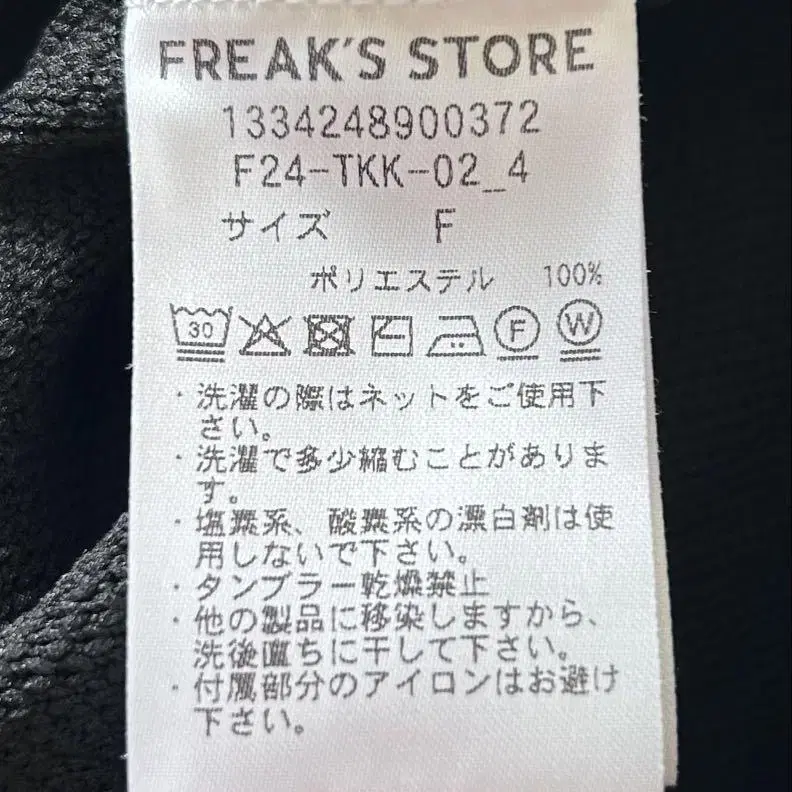 FREAK'S STORE
1334248900372
F24-TKK-02_4
サイズ F
ポリエステル 100%
30 F W
・洗濯の際はネットをご使用下
さい。
・洗濯で多少縮むことがありま
す。
・塩素系、酸素系の漂白剤は使
用しないで下さい。
・タンブラー乾燥禁止
・他の製品に移染しますから、
洗後直ちに干して下さい。
・付属部分のアイロンはお避け
下さい。